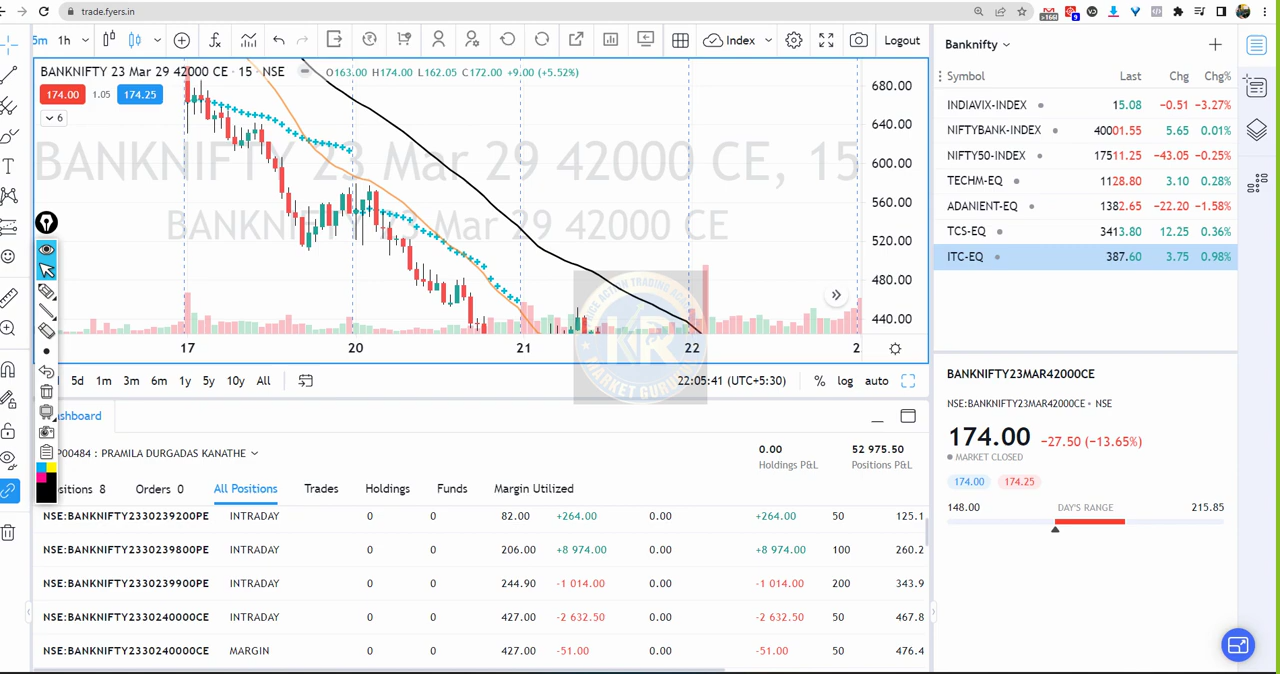 trade.fyers.in
>168
9
5m 1h
Index
Logout
BANKNIFTY 23 Mar 29 42000 CE · 15 · NSE
O163.00 H174.00 L162.05 C172.00 +9.00 (+5.52%)
174.00 1.05 174.25
6
BANKNIFTY 23 Mar 29 42000 CE, 15
BANKNIFTY 23 Mar 29 42000 CE
680.00
640.00
600.00
560.00
520.00
480.00
440.00
17 20 21 22 2
5d 1m 3m 6m 1y 5y 10y All
22:05:41 (UTC+5:30) % log auto
KR
MARKET GURU
shboard
P00484 : PRAMILA DURGADAS KANATHE
0.00
Holdings P&L
52 975.50
Positions P&L
sitions 8 Orders 0 All Positions Trades Holdings Funds Margin Utilized
NSE:BANKNIFTY2330239200PE INTRADAY 0 0 82.00 +264.00 0.00 +264.00 50 125.1
NSE:BANKNIFTY2330239800PE INTRADAY 0 0 206.00 +8 974.00 0.00 +8 974.00 100 260.2
NSE:BANKNIFTY2330239900PE INTRADAY 0 0 244.90 -1 014.00 0.00 -1 014.00 200 343.9
NSE:BANKNIFTY2330240000CE INTRADAY 0 0 427.00 -2 632.50 0.00 -2 632.50 50 467.8
NSE:BANKNIFTY2330240000CE MARGIN 0 0 427.00 -51.00 0.00 -51.00 50 476.4
Banknifty
Symbol Last Chg Chg%
INDIAVIX-INDEX 15.08 −0.51 −3.27%
NIFTYBANK-INDEX 40001.55 5.65 0.01%
NIFTY50-INDEX 17511.25 −43.05 −0.25%
TECHM-EQ 1128.80 3.10 0.28%
ADANIENT-EQ 1382.65 −22.20 −1.58%
TCS-EQ 3413.80 12.25 0.36%
ITC-EQ 387.60 3.75 0.98%
BANKNIFTY23MAR42000CE
NSE:BANKNIFTY23MAR42000CE • NSE
174.00 −27.50 (−13.65%)
MARKET CLOSED
174.00 174.25
148.00 DAY'S RANGE 215.85